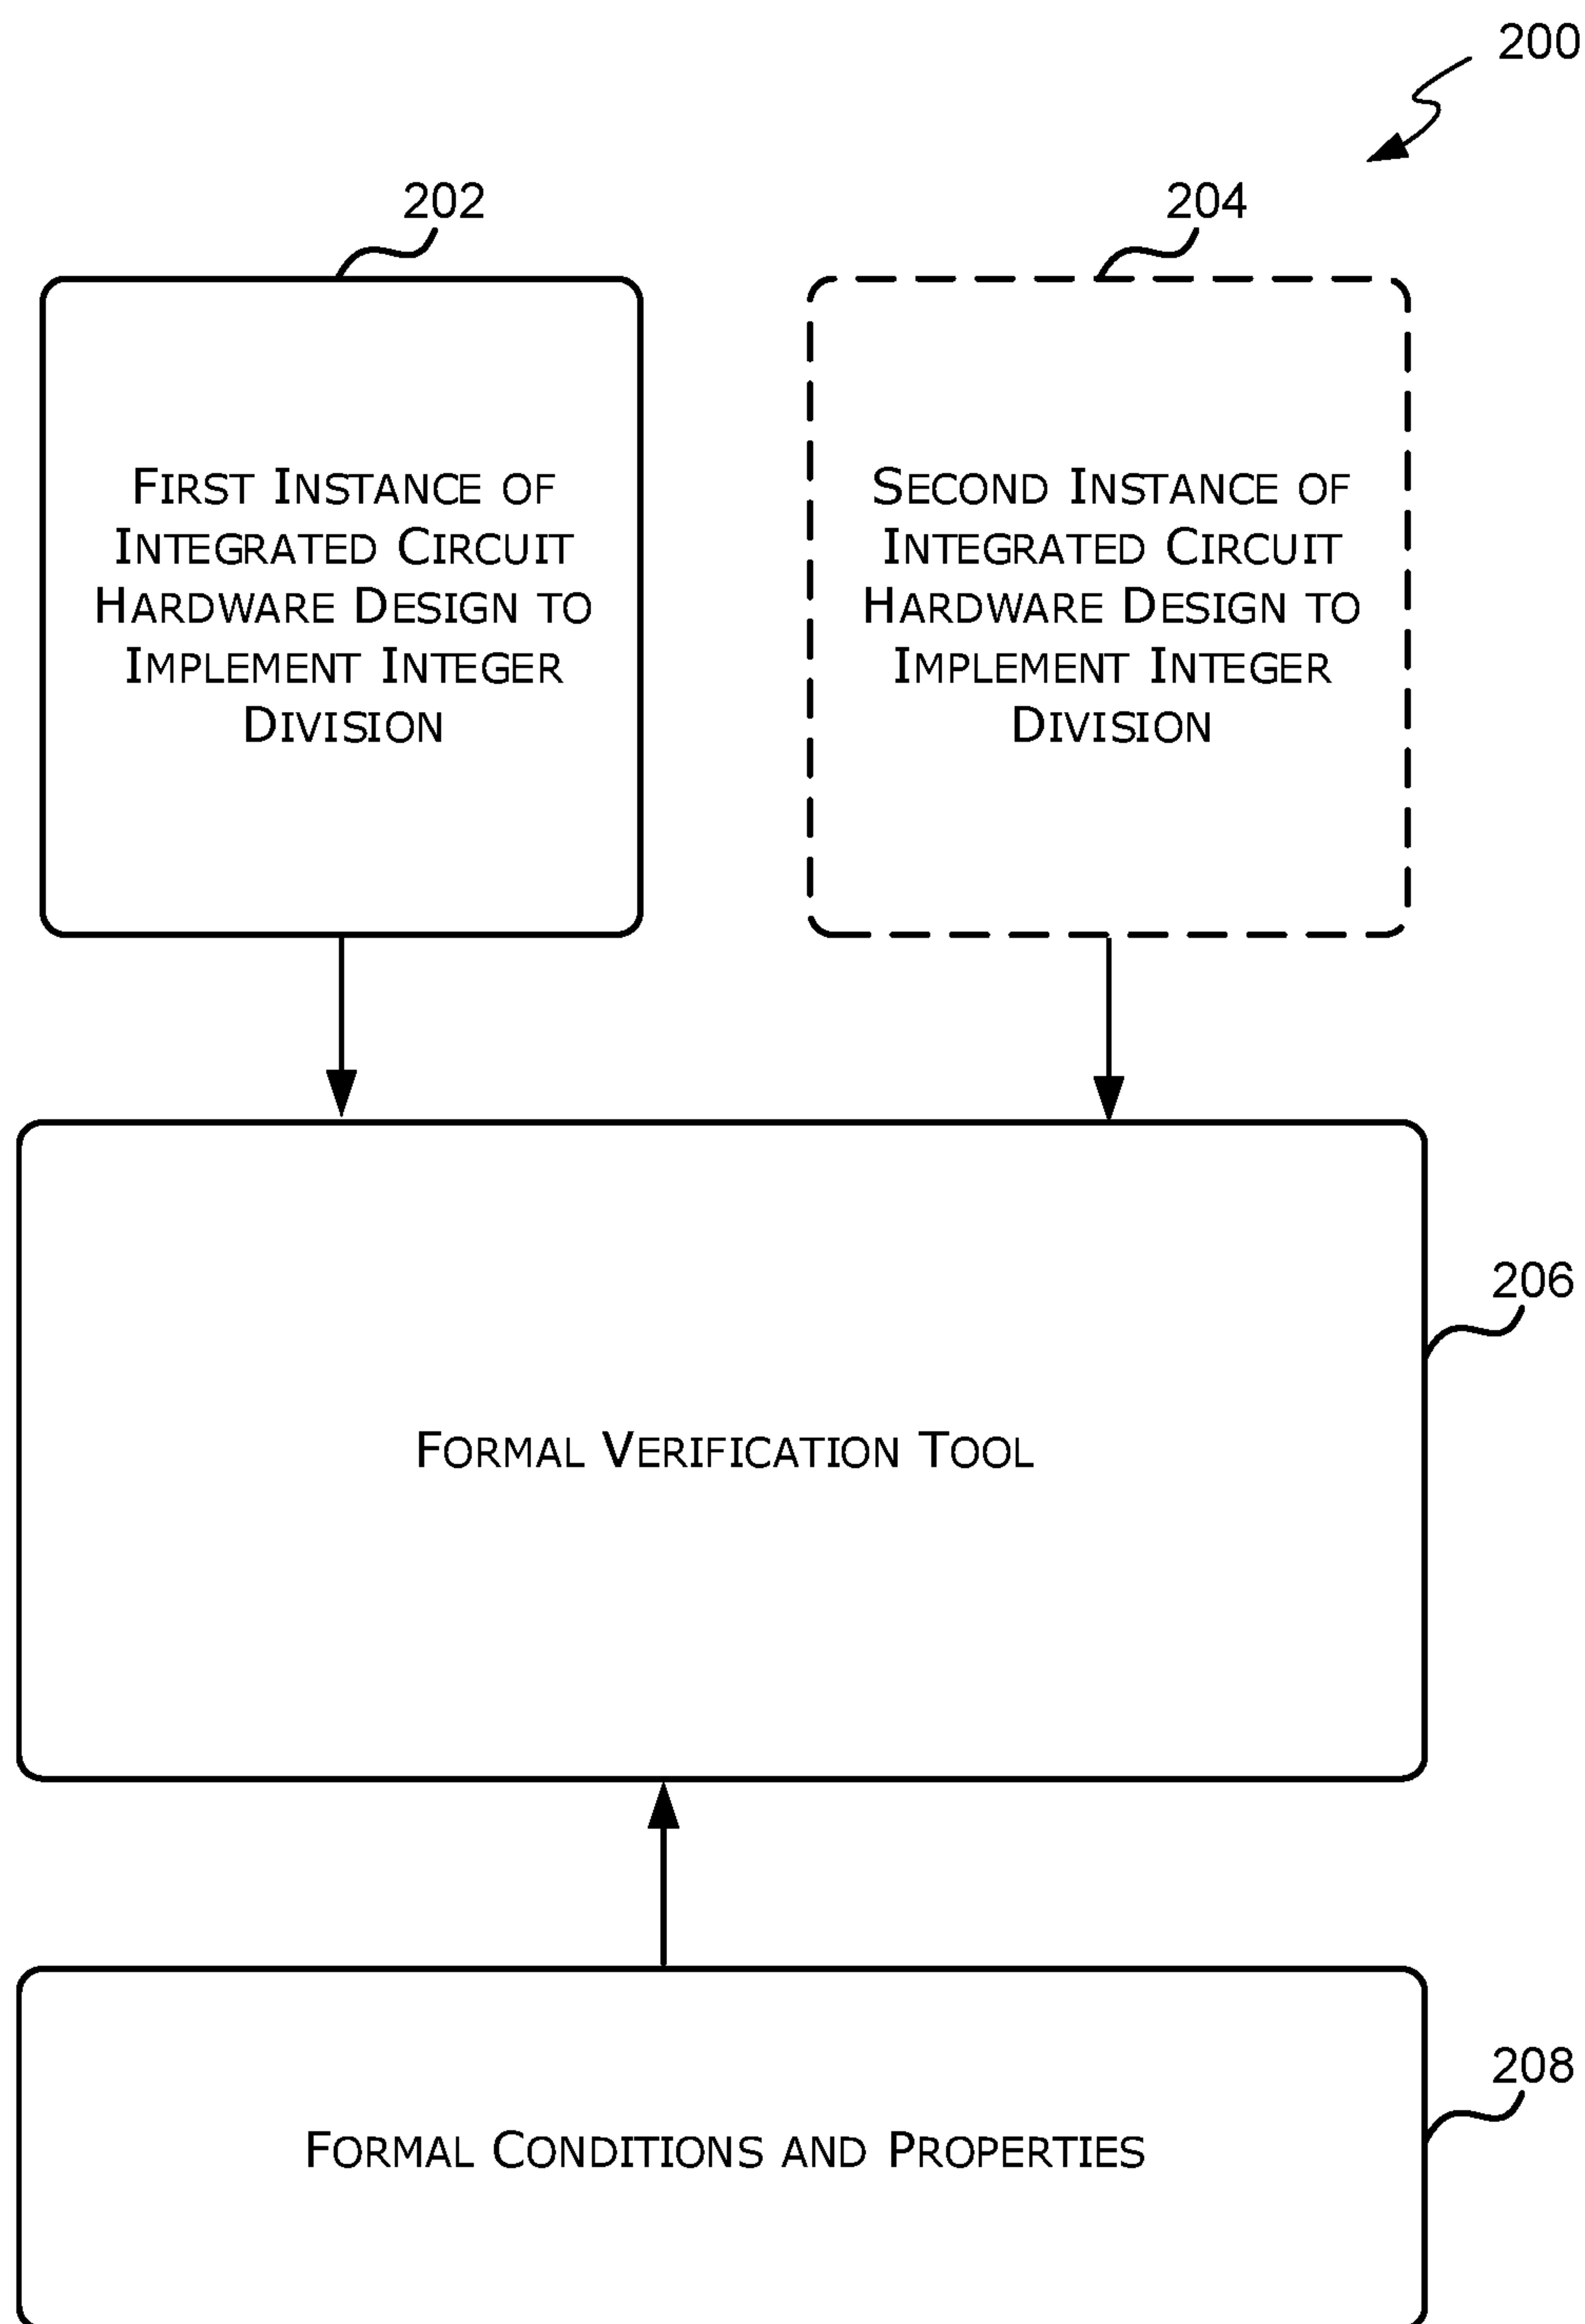 200
202
204
FIRST INSTANCE OF
INTEGRATED CIRCUIT
HARDWARE DESIGN TO
IMPLEMENT INTEGER
DIVISION
SECOND INSTANCE OF
INTEGRATED CIRCUIT
HARDWARE DESIGN TO
IMPLEMENT INTEGER
DIVISION
206
FORMAL VERIFICATION TOOL
208
FORMAL CONDITIONS AND PROPERTIES